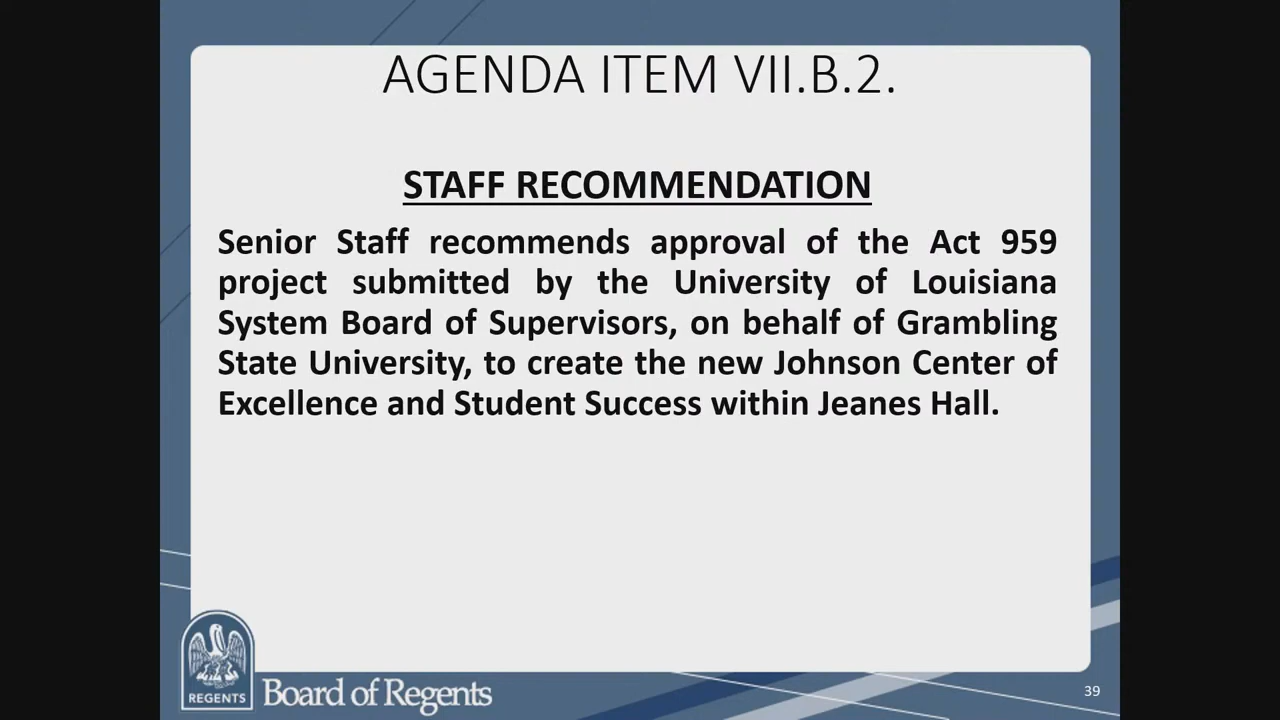 AGENDA ITEM VII.B.2.
STAFF RECOMMENDATION
Senior Staff recommends approval of the Act 959
project submitted by the University of Louisiana
System Board of Supervisors, on behalf of Grambling
State University, to create the new Johnson Center of
Excellence and Student Success within Jeanes Hall.
REGENTS
Board of Regents
39